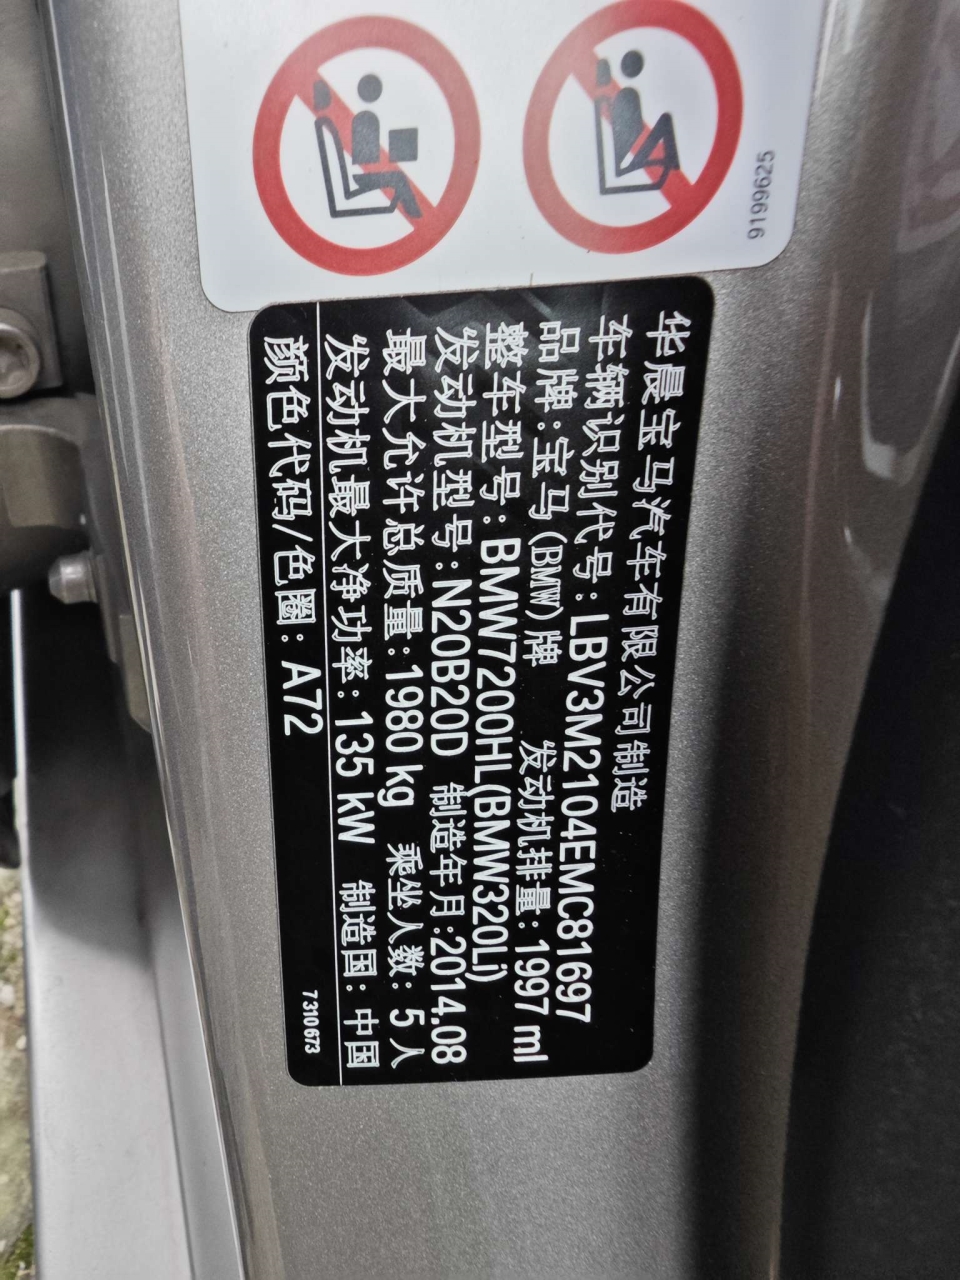 9199625
华晨宝马汽车有限公司制造
车辆识别代号:LBV3M2104EMC81697
品牌:宝马(BMW)牌 发动机排量:1997 ml
整车型号:BMW7200HL(BMW320Li)
发动机型号:N20B20D 制造年月:2014.08
最大允许总质量:1980 kg 乘坐人数: 5 人
发动机最大净功率: 135 kW 制造国: 中国
颜色代码/色圈: A72
7 310 673